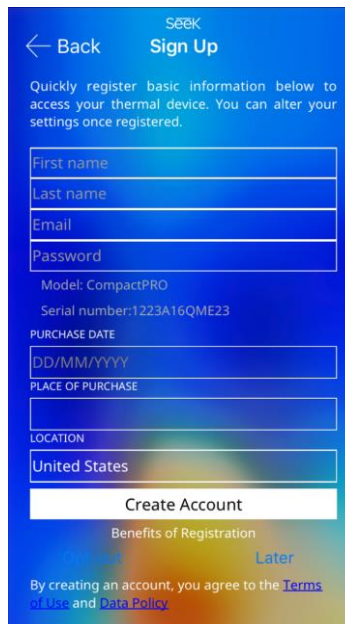 Seek
Back Sign Up
Quickly register basic information below to
access your thermal device. You can alter your
settings once registered.
First name
Last name
Email
Password
Model: CompactPRO
Serial number:1223A16QME23
PURCHASE DATE
DD/MM/YYYY
PLACE OF PURCHASE
LOCATION
United States
Create Account
Benefits of Registration
Opt out Later
By creating an account, you agree to the Terms
of Use and Data Policy